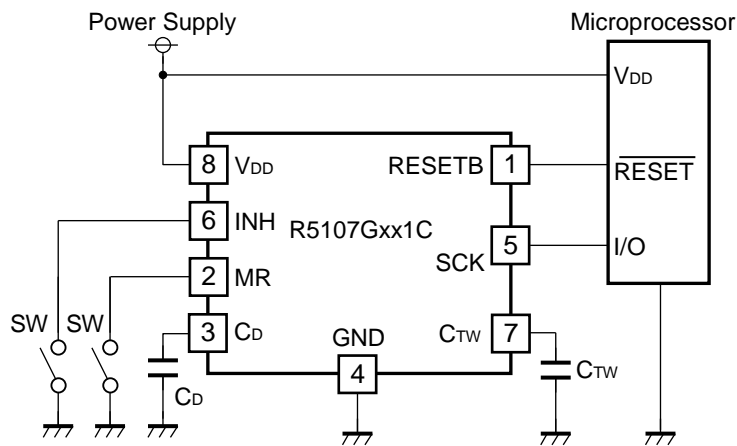 Power Supply
Microprocessor
VDD
8
VDD
RESETB
1
RESET
6
INH
R5107Gxx1C
2
MR
SCK
5
I/O
SW
SW
3
CD
GND
CTW
7
4
CD
CTW